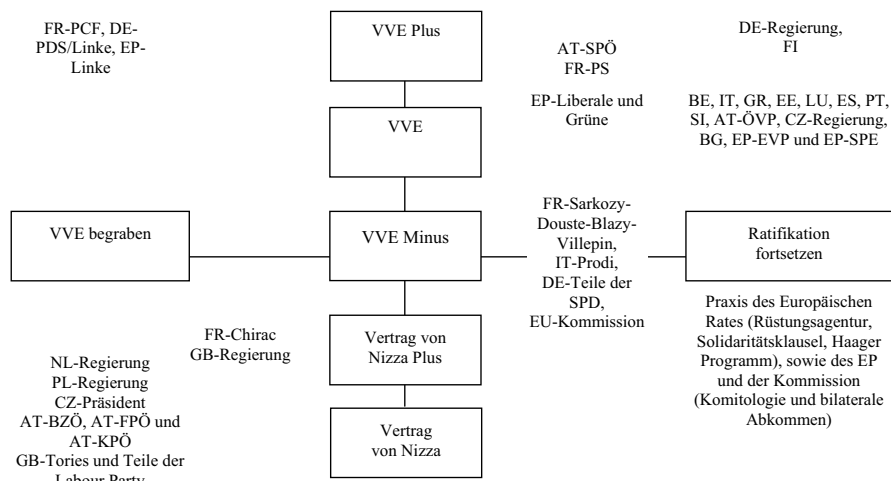 FR-PCF, DE-
PDS/Linke, EP-
Linke
VVE Plus
AT-SPÖ
FR-PS
DE-Regierung,
FI
EP-Liberale und
Grüne
BE, IT, GR, EE, LU, ES, PT,
SI, AT-ÖVP, CZ-Regierung,
BG, EP-EVP und EP-SPE
VVE
VVE begraben
VVE Minus
FR-Sarkozy-
Douste-Blazy-
Villepin,
IT-Prodi,
DE-Teile der
SPD,
EU-Kommission
Ratifikation
fortsetzen
FR-Chirac
GB-Regierung
Vertrag von
Nizza Plus
Praxis des Europäischen
Rates (Rüstungsagentur,
Solidaritätsklausel, Haager
Programm), sowie des EP
und der Kommission
(Komitologie und bilaterale
Abkommen)
NL-Regierung
PL-Regierung
CZ-Präsident
AT-BZÖ, AT-FPÖ und
AT-KPÖ
GB-Tories und Teile der
Labour Party
Vertrag
von Nizza